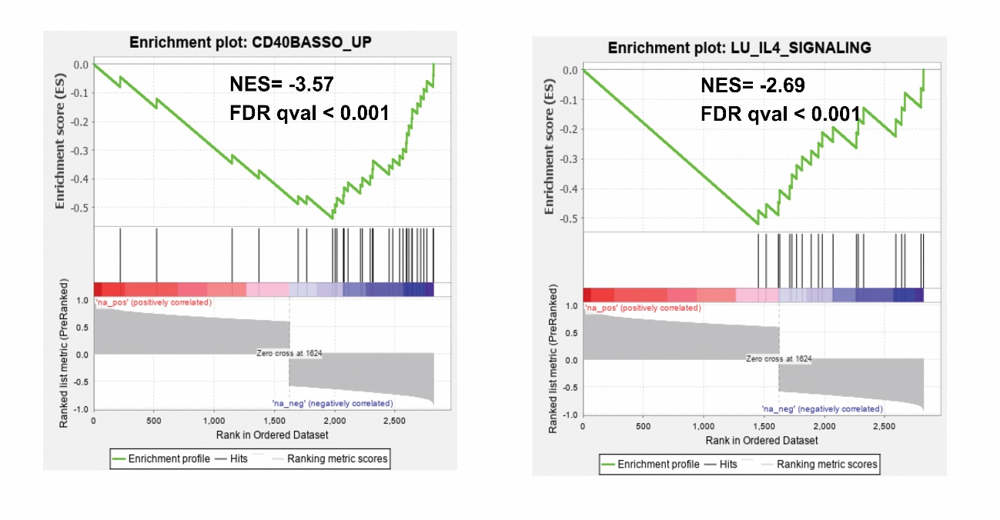 Enrichment plot: CD40BASSO_UP
Enrichment score (ES)
0.0
-0.1
-0.2
-0.3
-0.4
-0.5
NES= -3.57
FDR qval < 0.001
Ranked list metric (PreRanked)
1.0
0.5
0.0
-0.5
-1.0
'na_pos' (positively correlated)
Zero cross at 1624
'na_neg' (negatively correlated)
0 500 1,000 1,500 2,000 2,500
Rank in Ordered Dataset
Enrichment profile Hits Ranking metric scores
Enrichment plot: LU_IL4_SIGNALING
Enrichment score (ES)
0.0
-0.1
-0.2
-0.3
-0.4
-0.5
NES= -2.69
FDR qval < 0.001
Ranked list metric (PreRanked)
1.0
0.5
0.0
-0.5
-1.0
'na_pos' (positively correlated)
Zero cross at 1624
'na_neg' (negatively correlated)
0 500 1,000 1,500 2,000 2,500
Rank in Ordered Dataset
Enrichment profile Hits Ranking metric scores